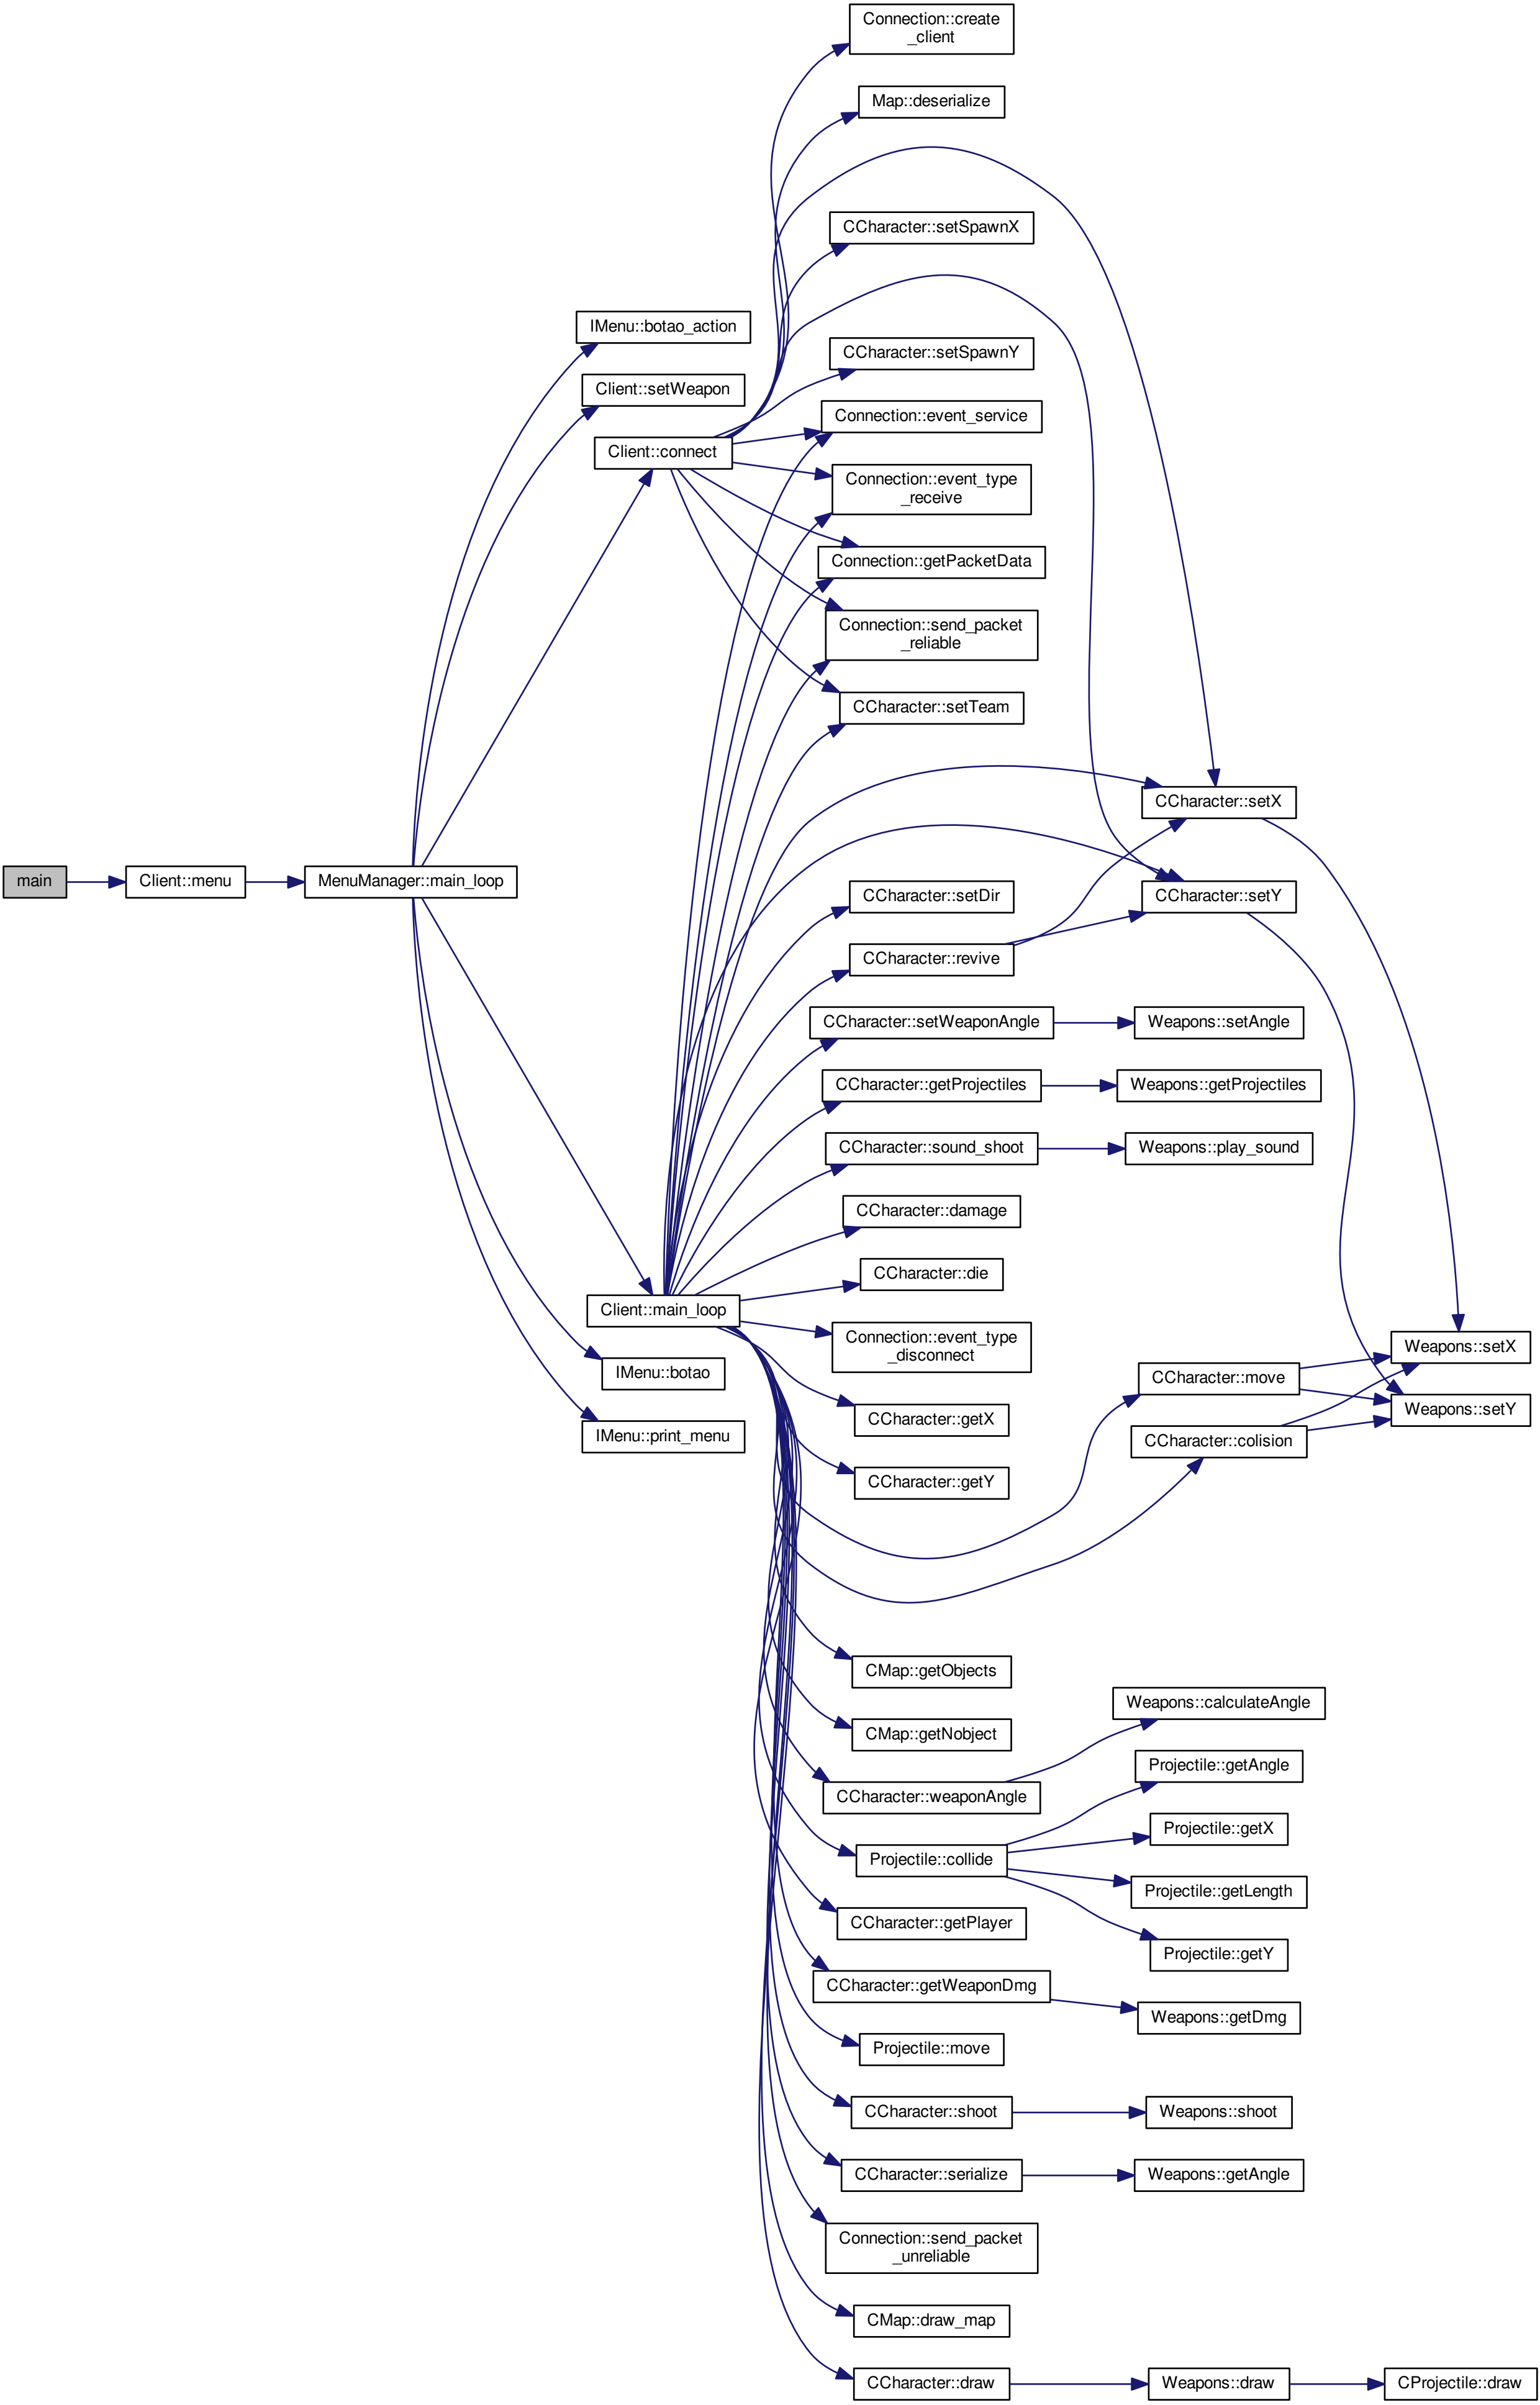 Connection::create
_client
Map::deserialize
CCharacter::setSpawnX
IMenu::botao_action
CCharacter::setSpawnY
Client::setWeapon
Connection::event_service
Client::connect
Connection::event_type
_receive
Connection::getPacketData
Connection::send_packet
_reliable
CCharacter::setTeam
CCharacter::setX
main
Client::menu
MenuManager::main_loop
CCharacter::setDir
CCharacter::setY
CCharacter::revive
CCharacter::setWeaponAngle
Weapons::setAngle
CCharacter::getProjectiles
Weapons::getProjectiles
CCharacter::sound_shoot
Weapons::play_sound
CCharacter::damage
CCharacter::die
Client::main_loop
Connection::event_type
_disconnect
Weapons::setX
IMenu::botao
CCharacter::move
Weapons::setY
CCharacter::getX
IMenu::print_menu
CCharacter::colision
CCharacter::getY
CMap::getObjects
Weapons::calculateAngle
CMap::getNobject
Projectile::getAngle
CCharacter::weaponAngle
Projectile::getX
Projectile::collide
Projectile::getLength
CCharacter::getPlayer
Projectile::getY
CCharacter::getWeaponDmg
Weapons::getDmg
Projectile::move
CCharacter::shoot
Weapons::shoot
CCharacter::serialize
Weapons::getAngle
Connection::send_packet
_unreliable
CMap::draw_map
CCharacter::draw
Weapons::draw
CProjectile::draw